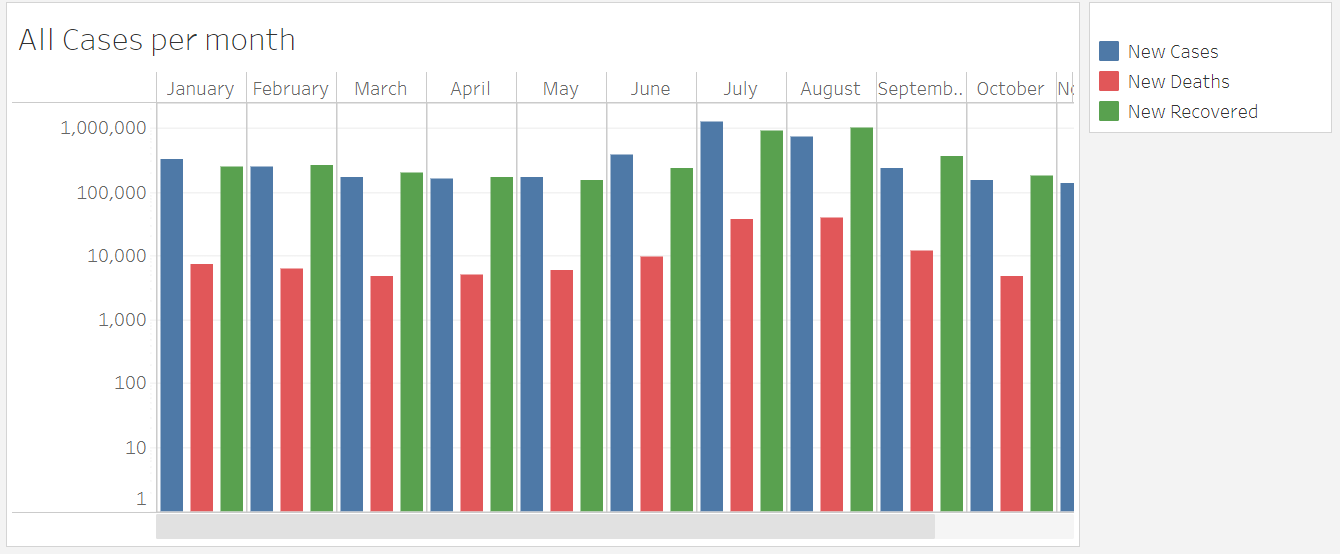 All Cases per month
January February March April May June July August Septemb.. October
1,000,000
100,000
10,000
1,000
100
10
1
New Cases
New Deaths
New Recovered